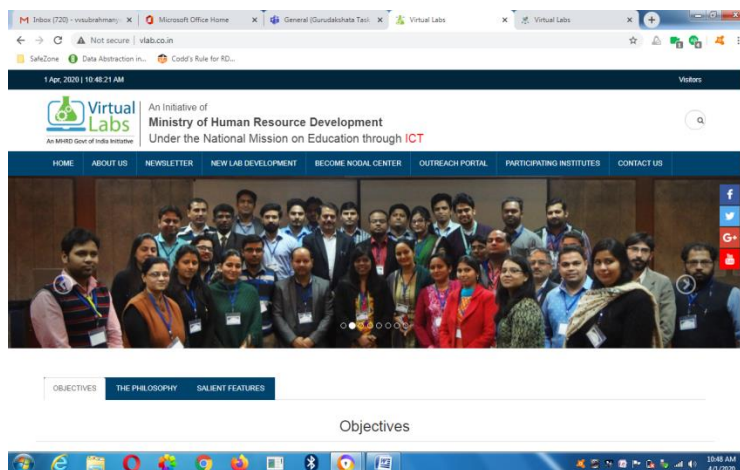 Inbox (720) - vvsubrahmany
Microsoft Office Home
General (Gurudakshata Task
Virtual Labs
Virtual Labs
Not secure | vlab.co.in
SafeZone
Data Abstraction in...
Codd's Rule for RD...
1 Apr, 2020 | 10:48:21 AM
Visitors
Virtual
Labs
An MHRD Govt of India Initiative
An Initiative of
Ministry of Human Resource Development
Under the National Mission on Education through ICT
HOME ABOUT US NEWSLETTER NEW LAB DEVELOPMENT BECOME NODAL CENTER OUTREACH PORTAL PARTICIPATING INSTITUTES CONTACT US
G+
OBJECTIVES THE PHILOSOPHY SALIENT FEATURES
Objectives
10:48 AM
4/1/2020